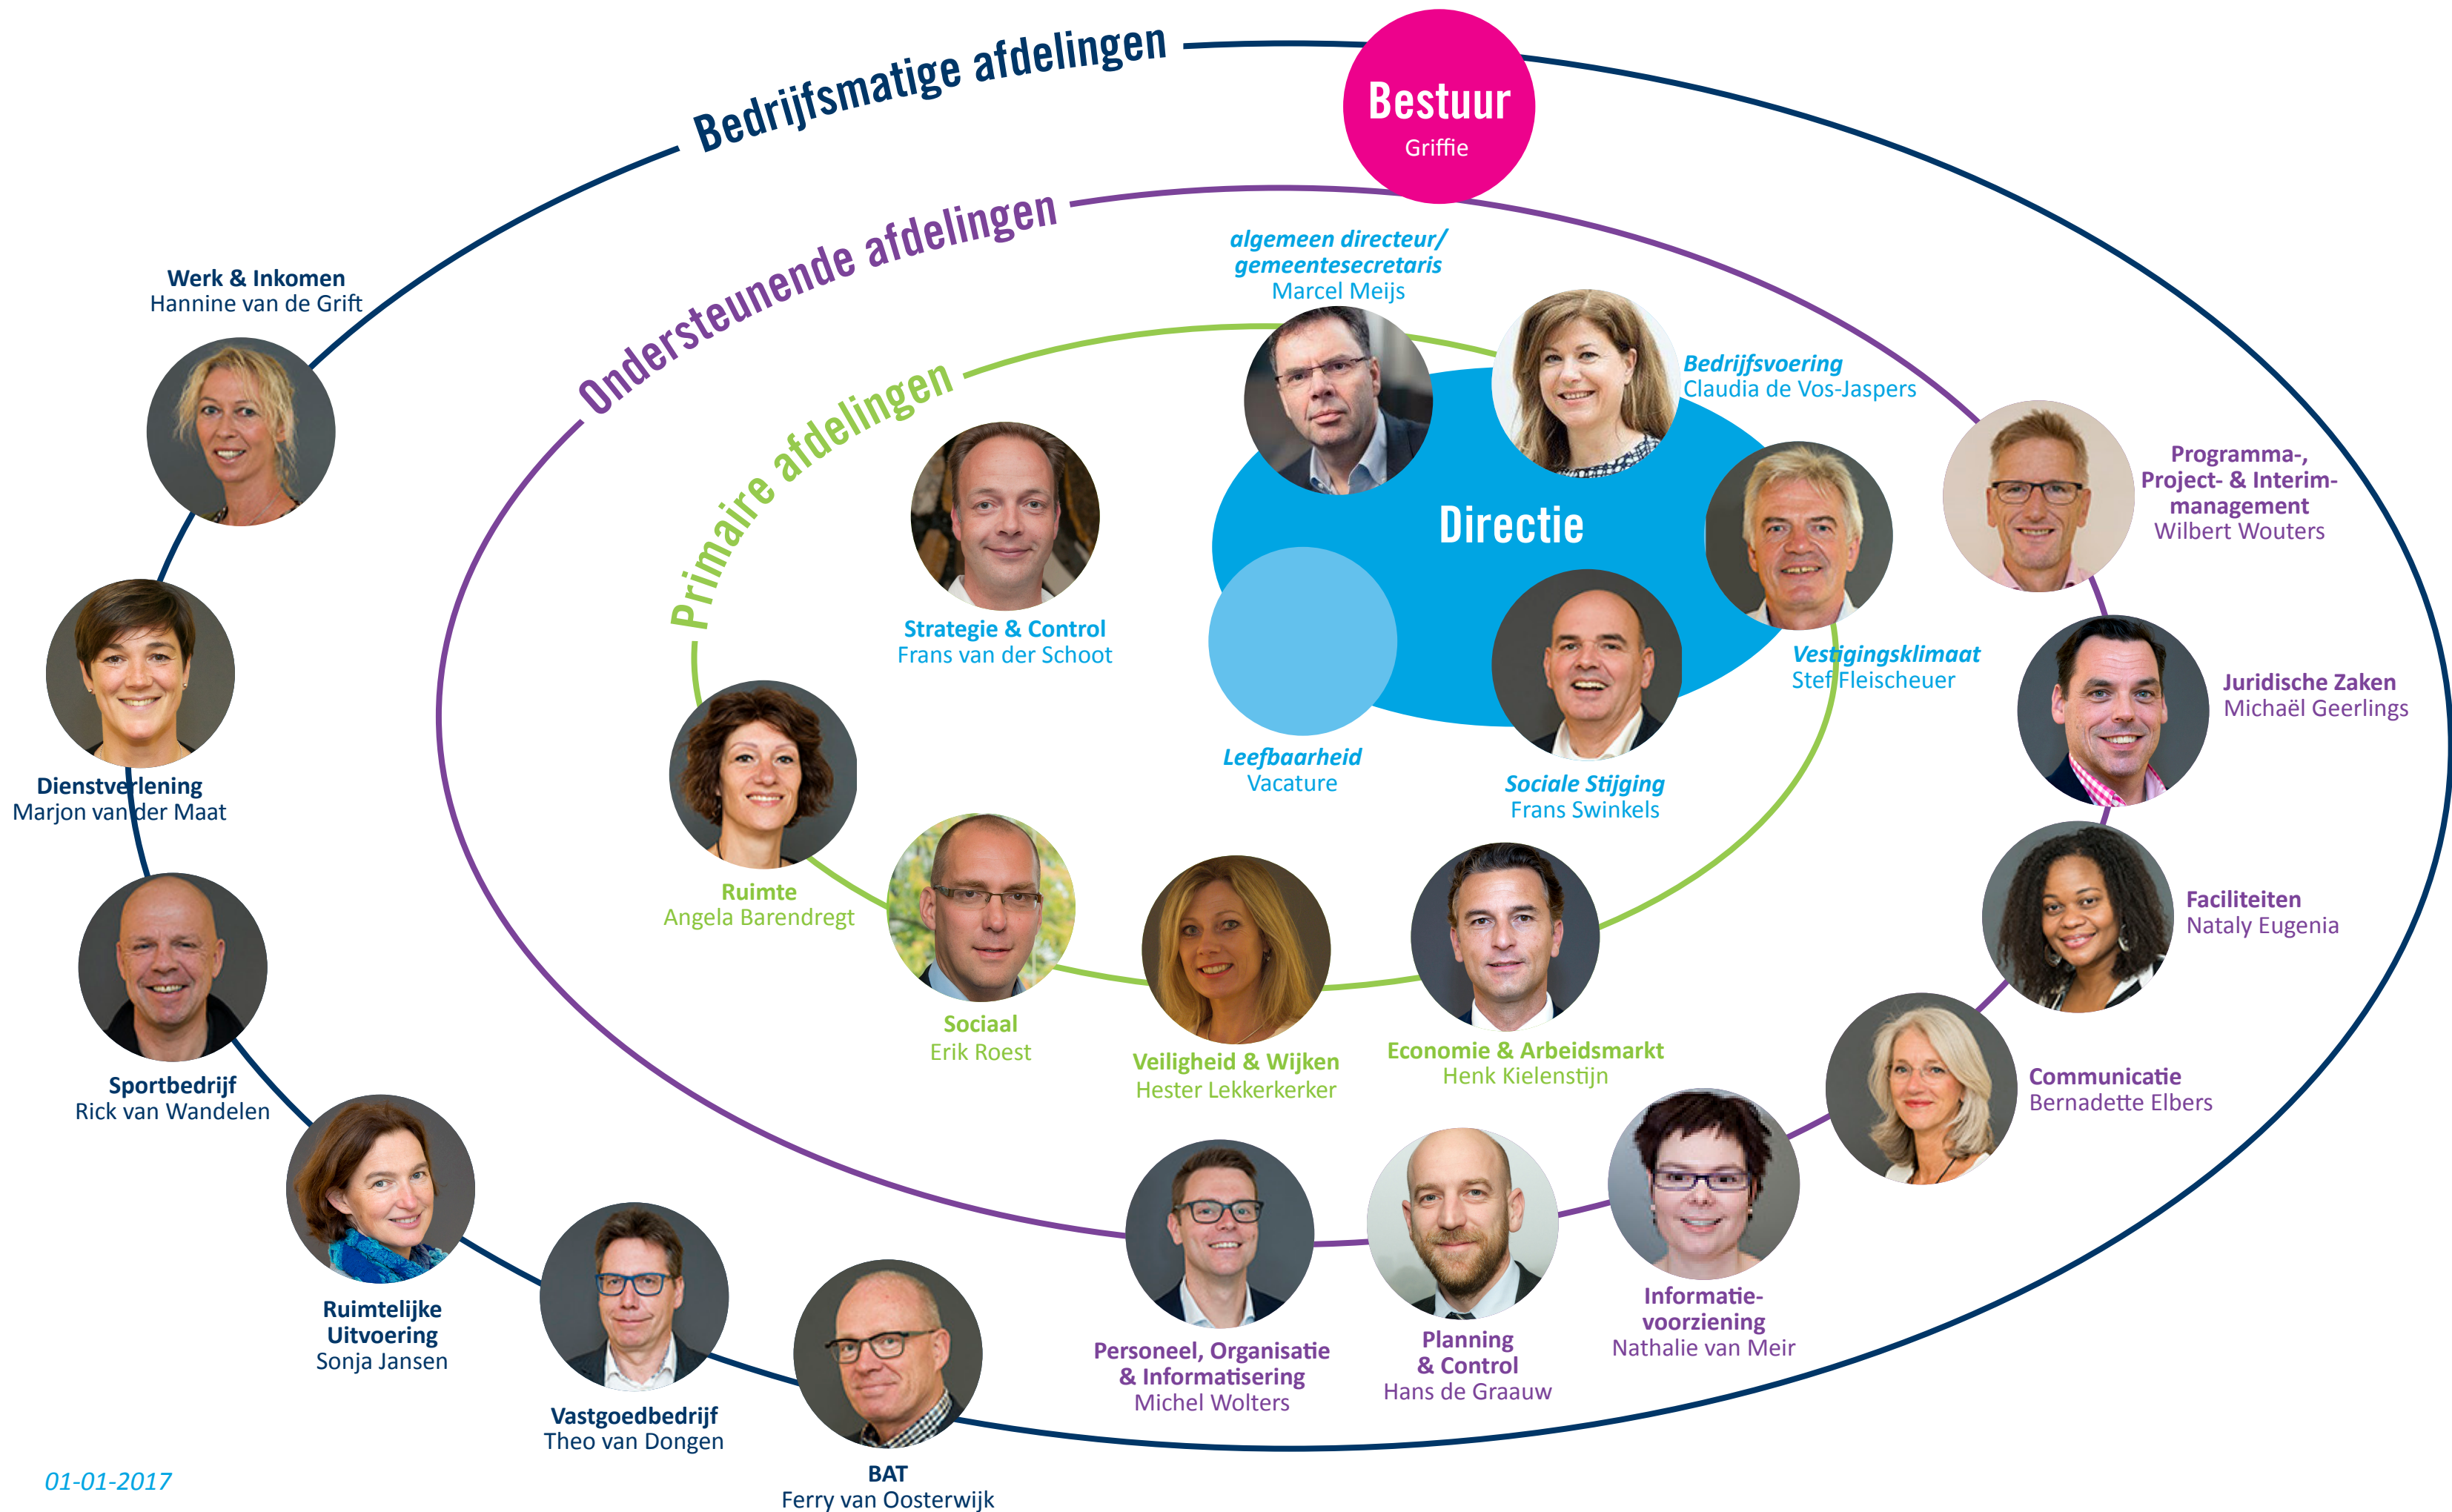 Bedrijfsmatige afdelingen
Bestuur
Griffie
Ondersteunende afdelingen
Primaire afdelingen
algemeen directeur/
gemeentesecretaris
Marcel Meijs
Bedrijfsvoering
Claudia de Vos-Jaspers
Directie
Vestigingsklimaat
Stef Fleischeuer
Sociale Stijging
Frans Swinkels
Leefbaarheid
Vacature
Strategie & Control
Frans van der Schoot
Ruimte
Angela Barendregt
Sociaal
Erik Roest
Veiligheid & Wijken
Hester Lekkerkerker
Economie & Arbeidsmarkt
Henk Kielenstijn
Programma-,
Project- & Interim-
management
Wilbert Wouters
Juridische Zaken
Michaël Geerlings
Faciliteiten
Nataly Eugenia
Communicatie
Bernadette Elbers
Informatie-
voorziening
Nathalie van Meir
Planning
& Control
Hans de Graauw
Personeel, Organisatie
& Informatisering
Michel Wolters
Werk & Inkomen
Hannine van de Grift
Dienstverlening
Marjon van der Maat
Sportbedrijf
Rick van Wandelen
Ruimtelijke
Uitvoering
Sonja Jansen
Vastgoedbedrijf
Theo van Dongen
BAT
Ferry van Oosterwijk
01-01-2017